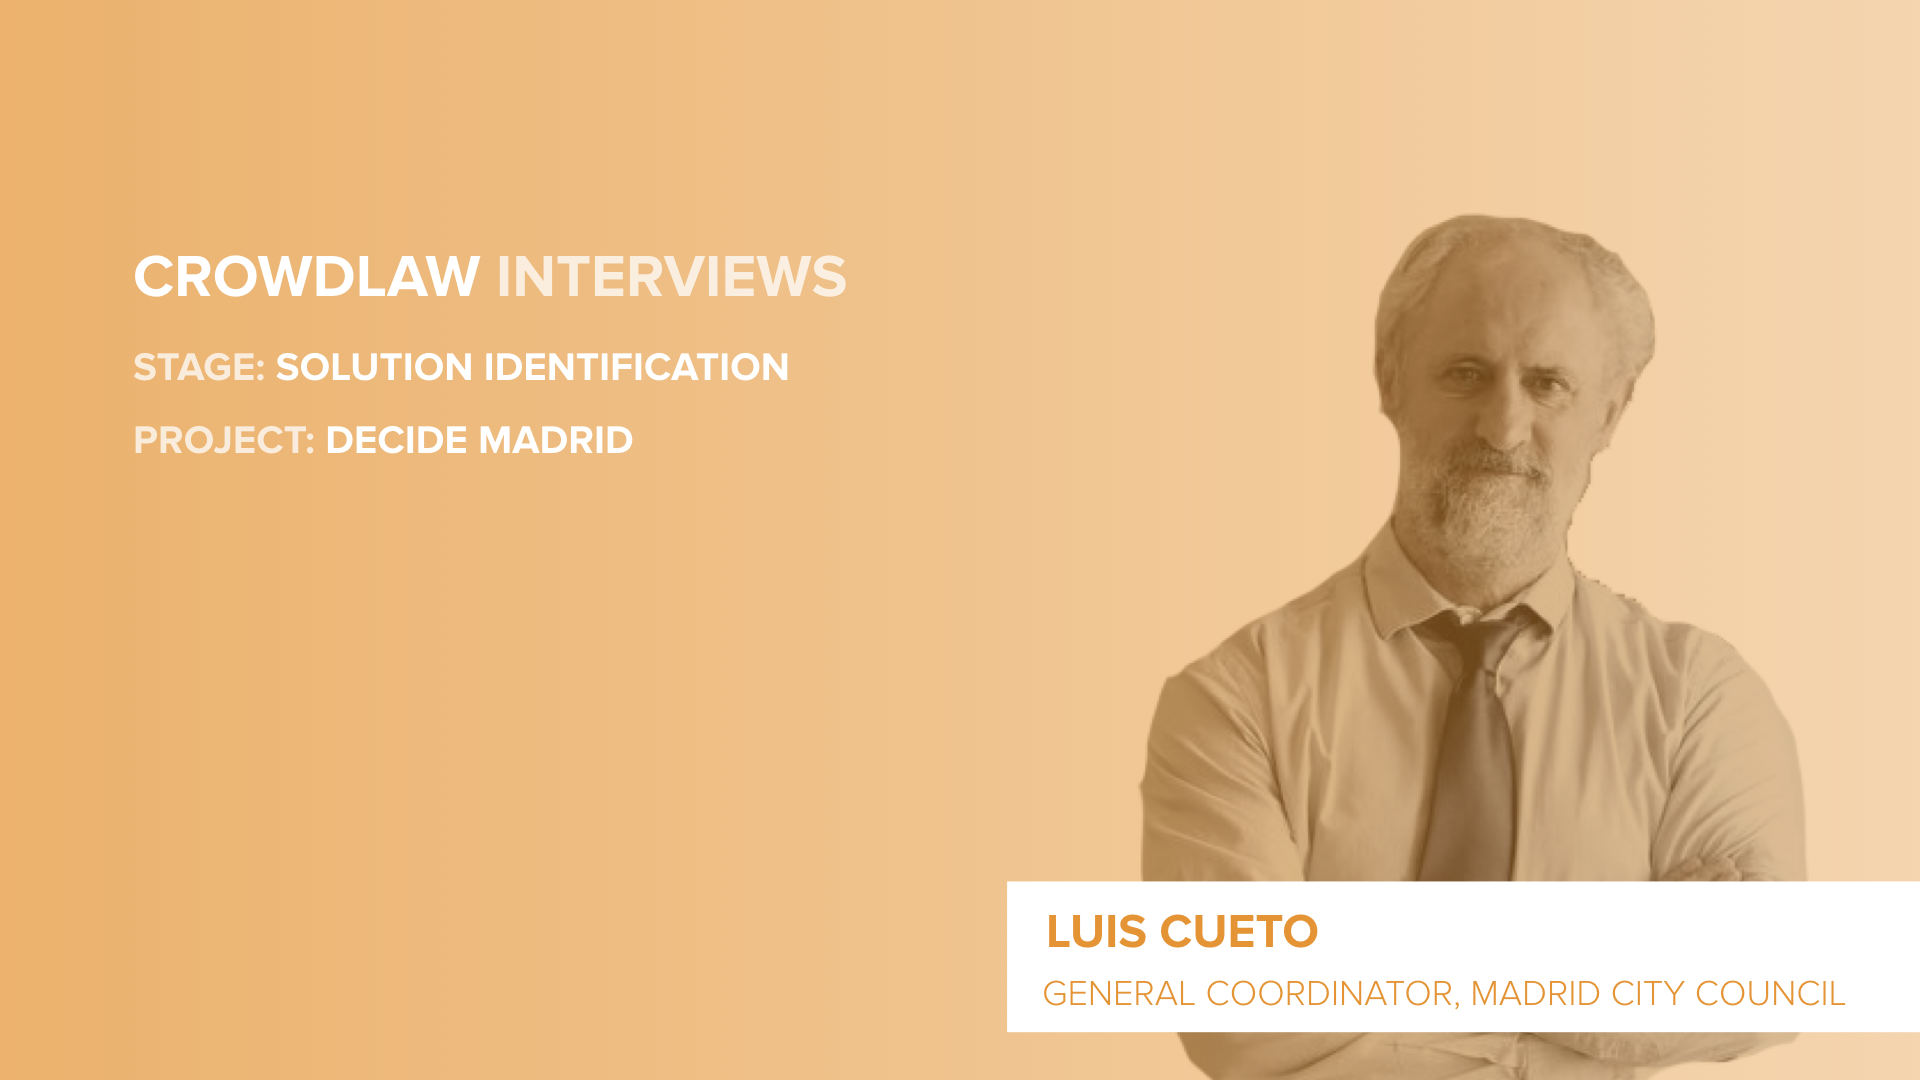 CROWDLAW INTERVIEWS
STAGE: SOLUTION IDENTIFICATION
PROJECT: DECIDE MADRID
LUIS CUETO
GENERAL COORDINATOR, MADRID CITY COUNCIL